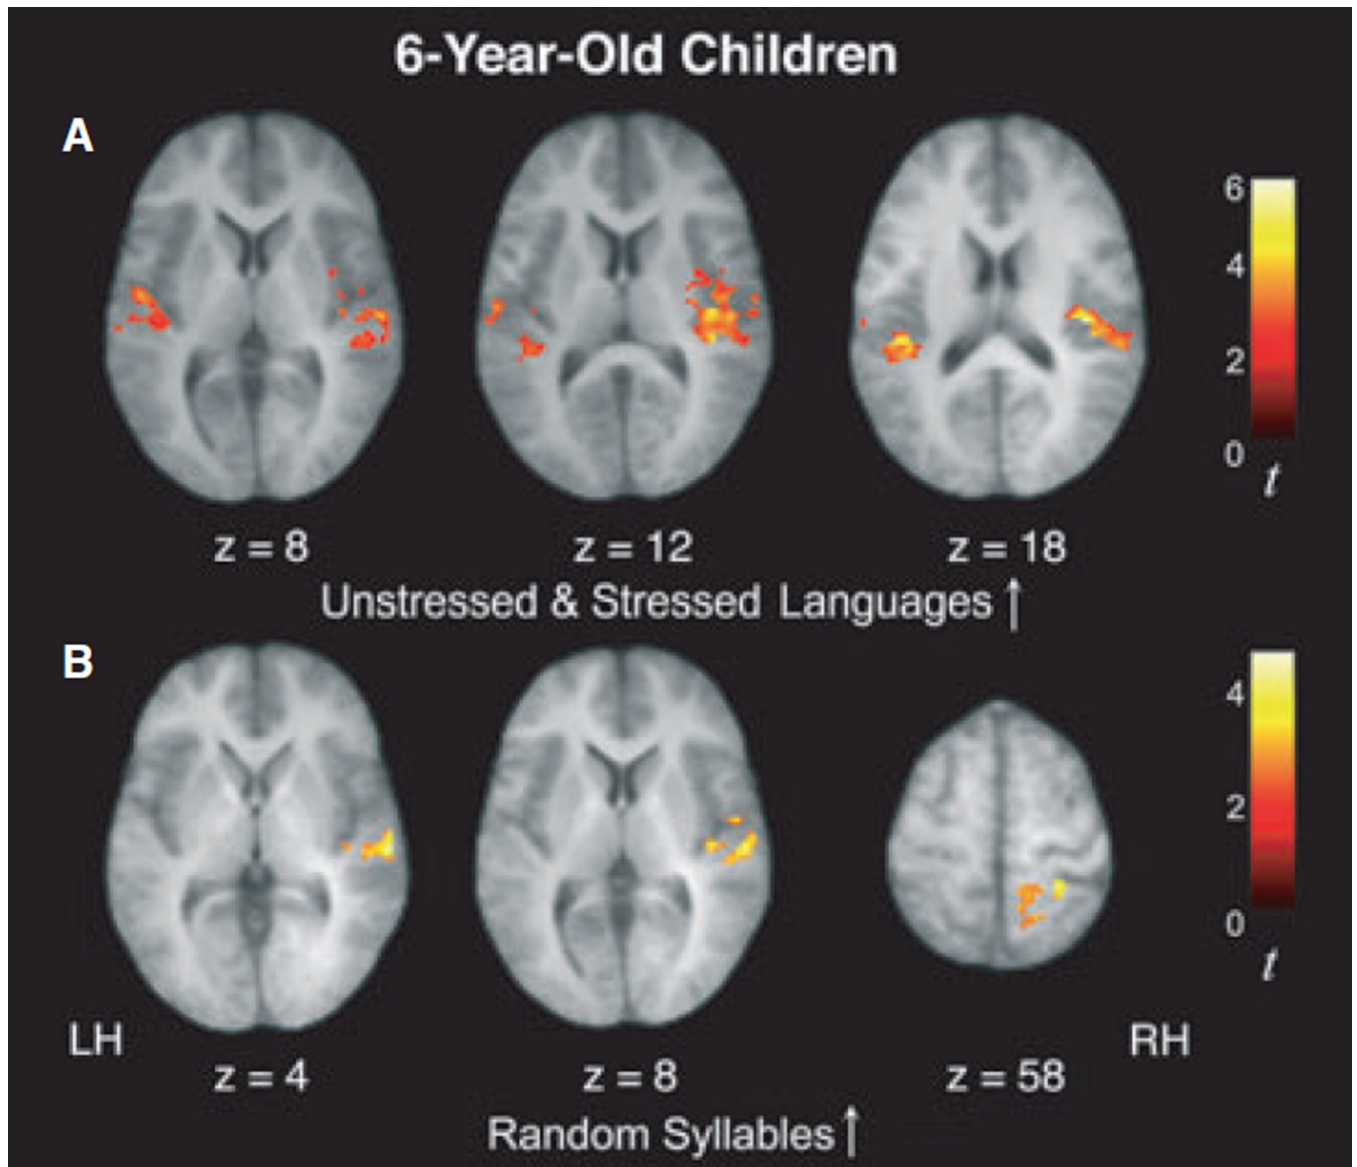 6-Year-Old Children
A
6
4
2
0
t
z = 8 z = 12 z = 18
Unstressed & Stressed Languages ↑
B
4
2
0
t
LH RH
z = 4 z = 8 z = 58
Random Syllables ↑